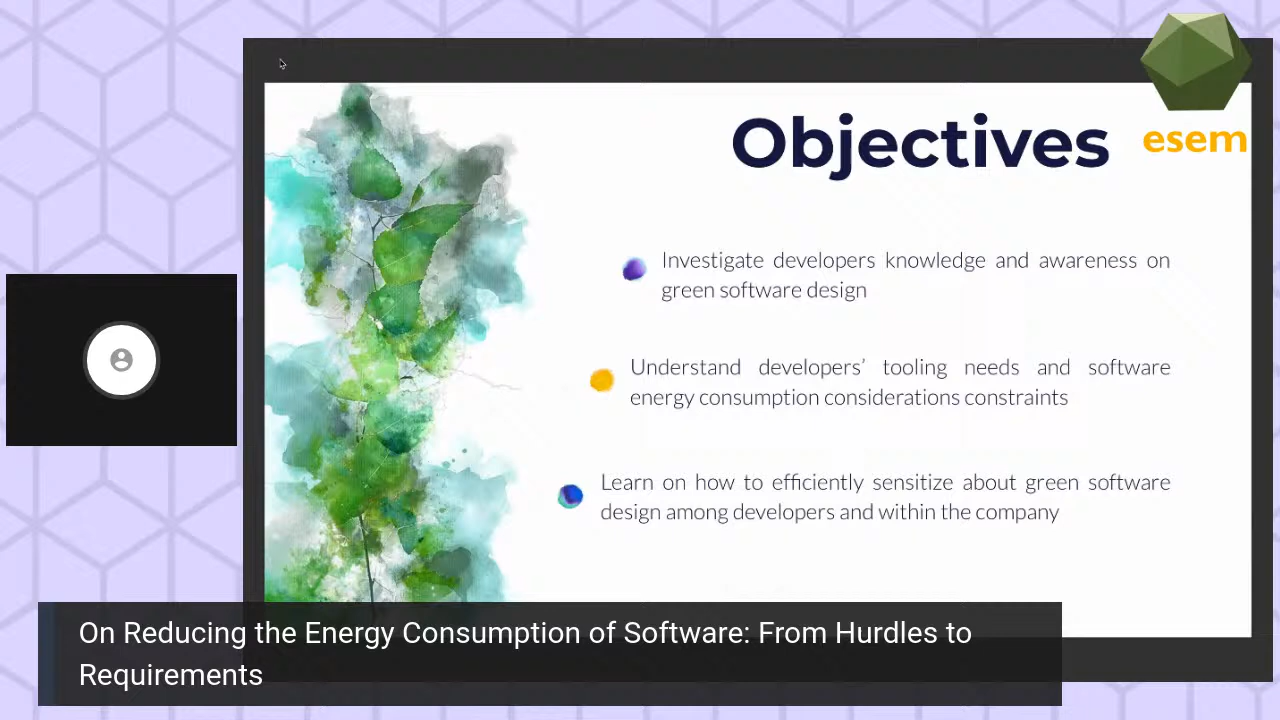 Objectives
esem
Investigate developers knowledge and awareness on
green software design
Understand developers’ tooling needs and software
energy consumption considerations constraints
Learn on how to efficiently sensitize about green software
design among developers and within the company
On Reducing the Energy Consumption of Software: From Hurdles to
Requirements